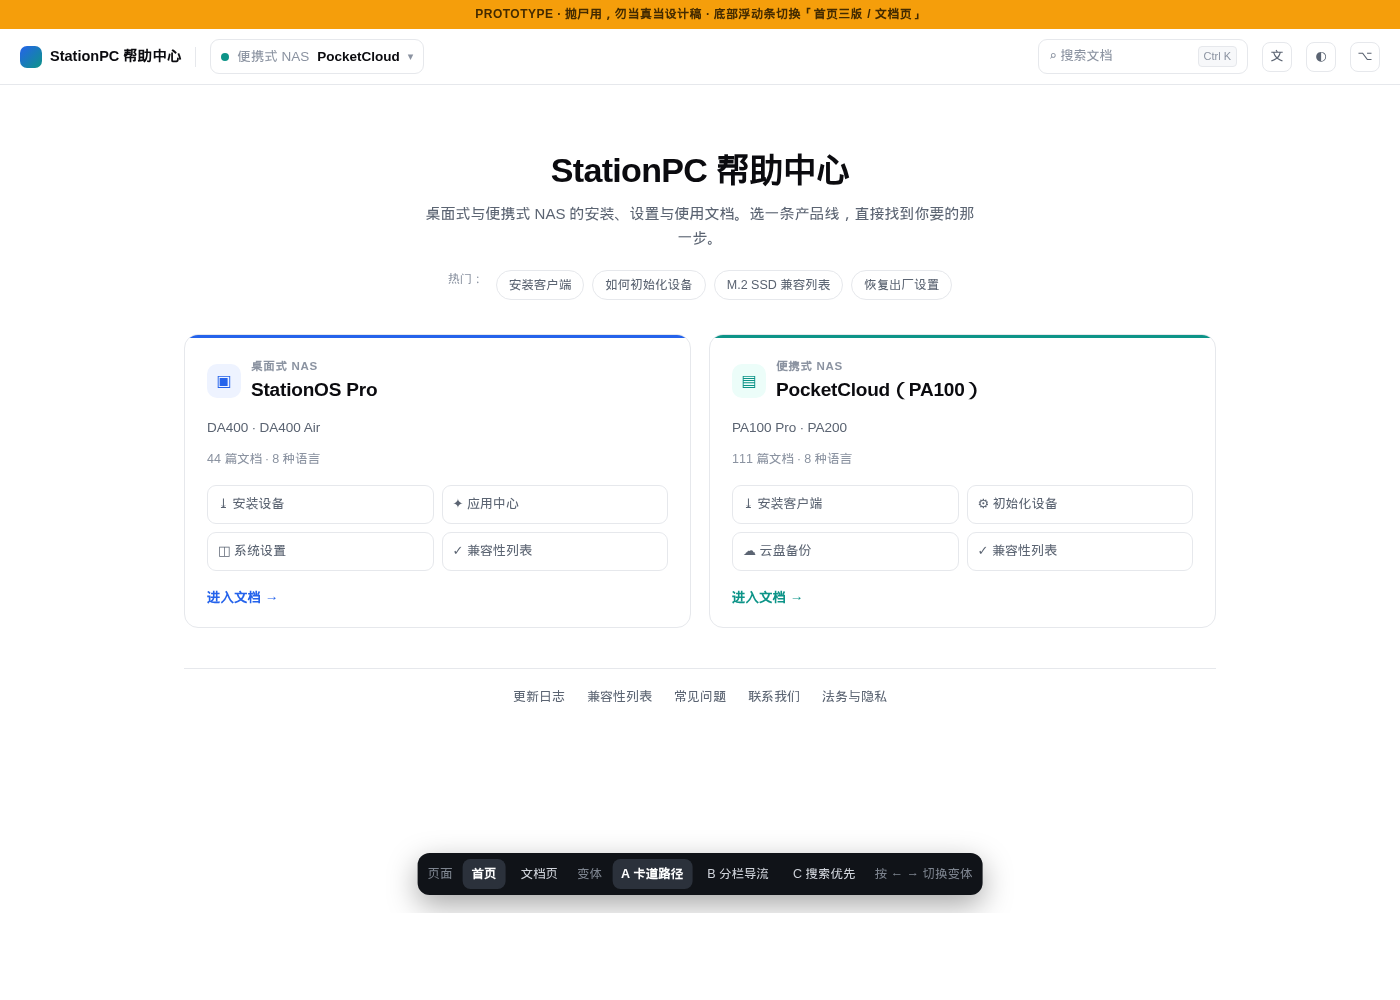 PROTOTYPE · 抛尸用，勿当真当设计稿 · 底部浮动条切换「首页三版 / 文档页」
StationPC 帮助中心
便携式 NAS PocketCloud ▾
⌕ 搜索文档 Ctrl K
文 ◐ ⌥
StationPC 帮助中心
桌面式与便携式 NAS 的安装、设置与使用文档。选一条产品线，直接找到你要的那
一步。
热门：
安装客户端 如何初始化设备 M.2 SSD 兼容列表 恢复出厂设置
桌面式 NAS
StationOS Pro
DA400 · DA400 Air
44 篇文档 · 8 种语言
⤓ 安装设备 ✦ 应用中心
◫ 系统设置 ✓ 兼容性列表
进入文档 →
便携式 NAS
PocketCloud（PA100）
PA100 Pro · PA200
111 篇文档 · 8 种语言
⤓ 安装客户端 ⚙ 初始化设备
☁ 云盘备份 ✓ 兼容性列表
进入文档 →
更新日志 兼容性列表 常见问题 联系我们 法务与隐私
页面 首页 文档页 变体 A 卡道路径 B 分栏导流 C 搜索优先 按 ← → 切换变体